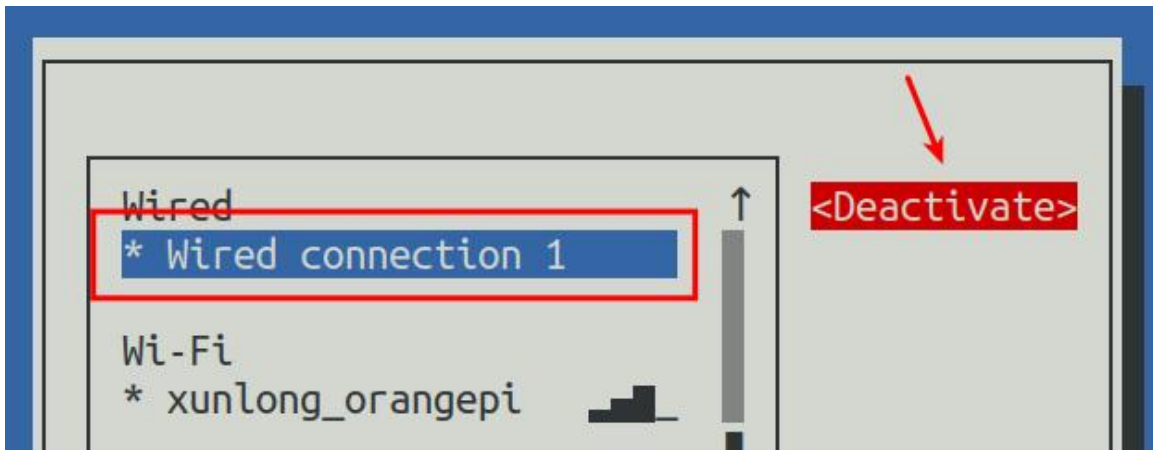 Wired
<Deactivate>
* Wired connection 1
Wi-Fi
* xunlong_orangepi